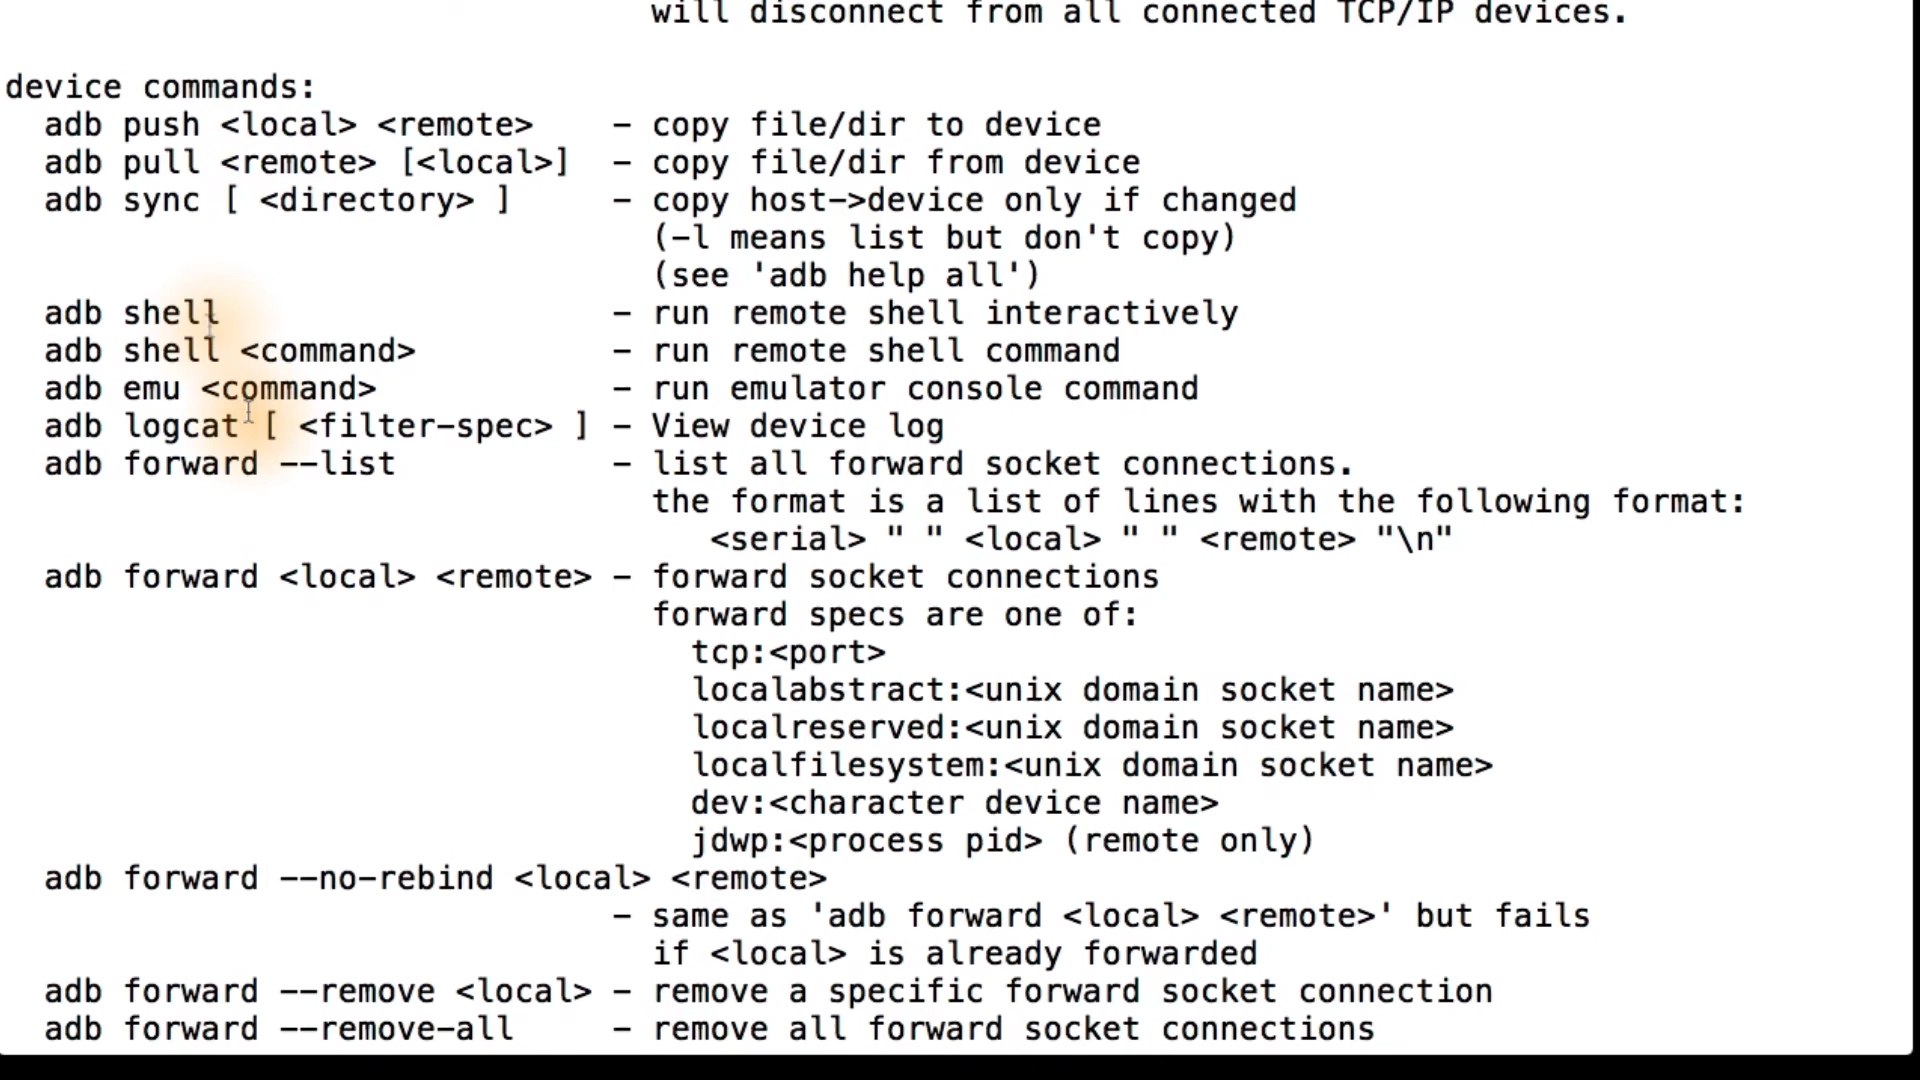 will disconnect from all connected TCP/IP devices.
device commands:
adb push <local> <remote> - copy file/dir to device
adb pull <remote> [<local>] - copy file/dir from device
adb sync [ <directory> ] - copy host->device only if changed
(-l means list but don't copy)
(see 'adb help all')
adb shell - run remote shell interactively
adb shell <command> - run remote shell command
adb emu <command> - run emulator console command
adb logcat [ <filter-spec> ] - View device log
adb forward --list - list all forward socket connections.
the format is a list of lines with the following format:
<serial> " " <local> " " <remote> "\n"
adb forward <local> <remote> - forward socket connections
forward specs are one of:
tcp:<port>
localabstract:<unix domain socket name>
localreserved:<unix domain socket name>
localfilesystem:<unix domain socket name>
dev:<character device name>
jdwp:<process pid> (remote only)
adb forward --no-rebind <local> <remote>
- same as 'adb forward <local> <remote>' but fails
if <local> is already forwarded
adb forward --remove <local> - remove a specific forward socket connection
adb forward --remove-all - remove all forward socket connections